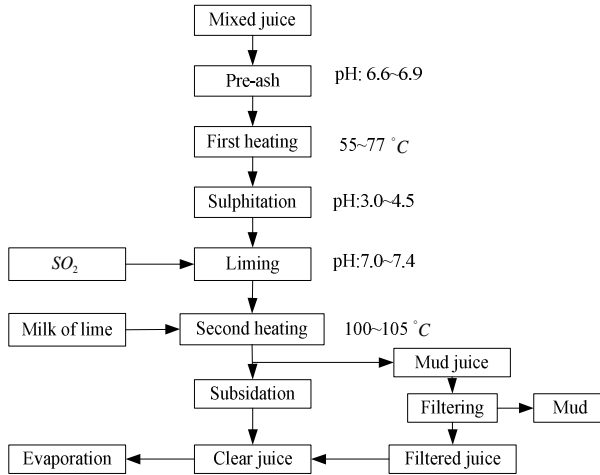 Mixed juice
Pre-ash
pH: 6.6~6.9
First heating
55~77 °C
Sulphitation
pH:3.0~4.5
SO₂
Liming
pH:7.0~7.4
Milk of lime
Second heating
100~105 °C
Mud juice
Subsidation
Filtering
Mud
Evaporation
Clear juice
Filtered juice